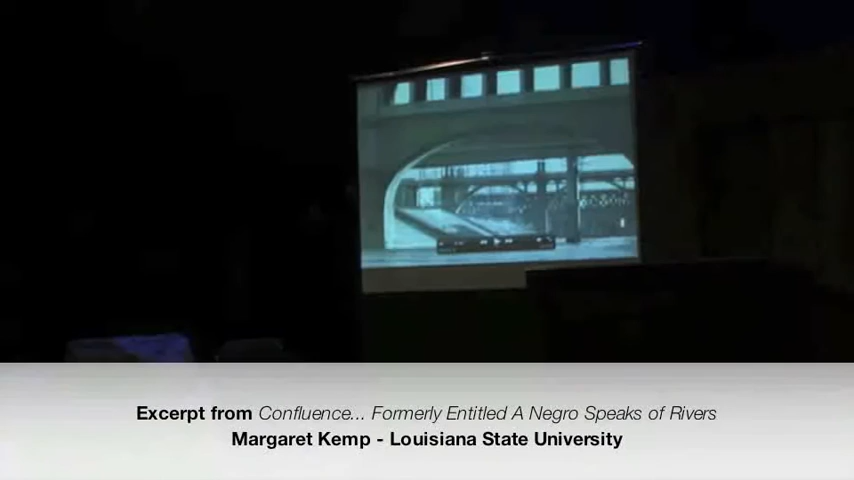 Excerpt from Confluence... Formerly Entitled A Negro Speaks of Rivers
Margaret Kemp - Louisiana State University